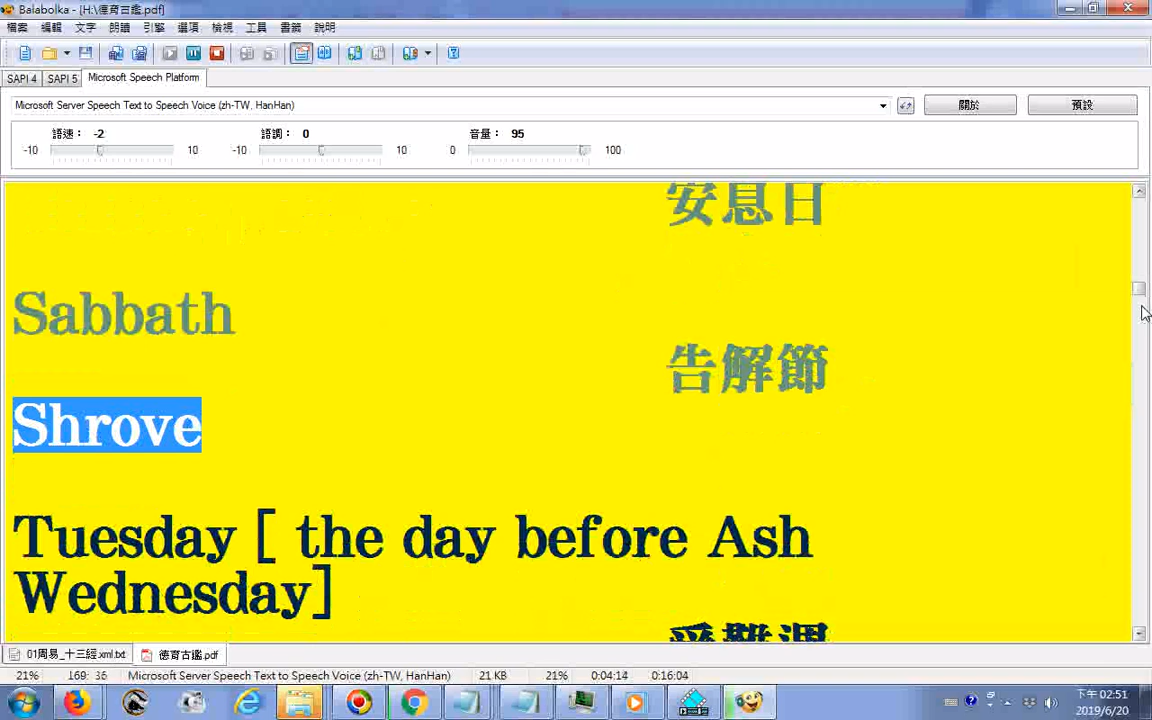 Balabolka - [H:\德育古鑑.pdf]
檔案 編輯 文字 朗讀 引擎 選項 檢視 工具 書籤 說明
SAPI 4 SAPI 5 Microsoft Speech Platform
Microsoft Server Speech Text to Speech Voice (zh-TW, HanHan)
關於 預設
語速： -2 語調： 0 音量： 95
-10 10 -10 10 0 100
安息日
Sabbath
告解節
Shrove
Tuesday [ the day before Ash
Wednesday]
受難週
01周易_十三經.xml.txt 德育古鑑.pdf
21% 169: 35 Microsoft Server Speech Text to Speech Voice (zh-TW, HanHan) 21 KB 21% 0:04:14 0:16:04
下午 02:51
2019/6/20